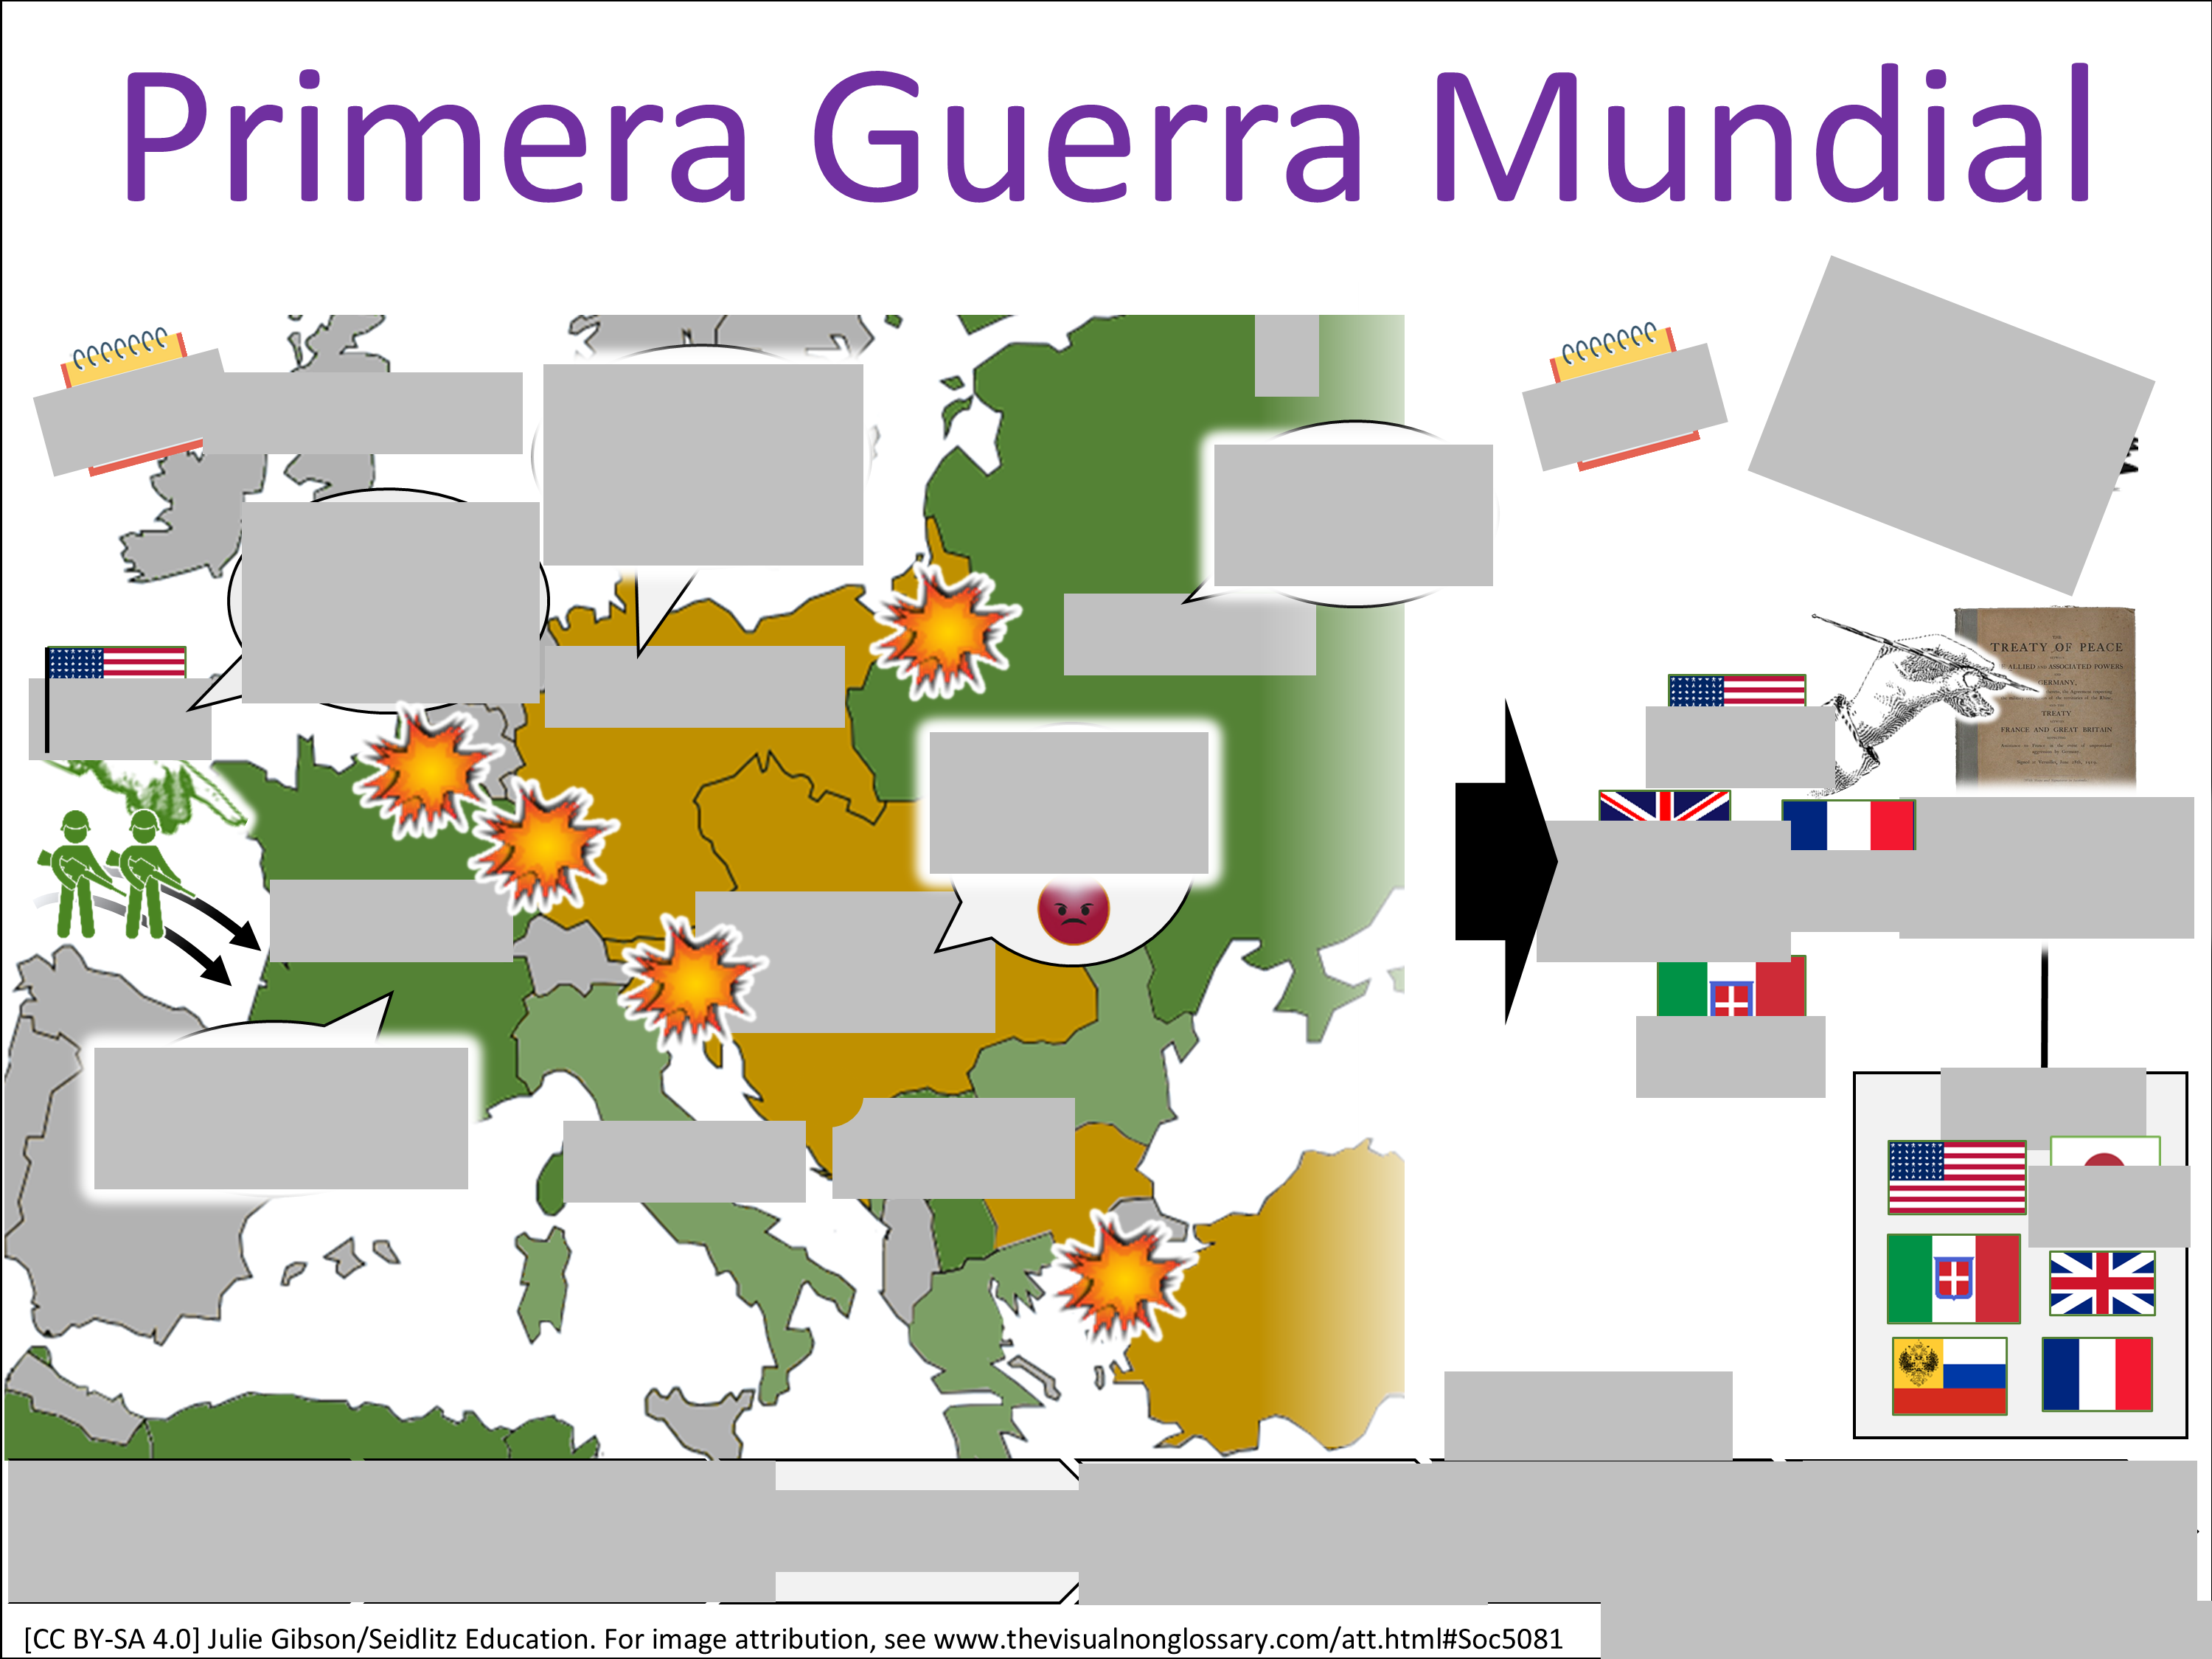 Primera Guerra Mundial
TREATY OF PEACE
ALLIED AND ASSOCIATED POWERS
GERMANY,
TREATY
FRANCE AND GREAT BRITAIN
[CC BY-SA 4.0] Julie Gibson/Seidlitz Education. For image attribution, see www.thevisualnonglossary.com/att.html#Soc5081